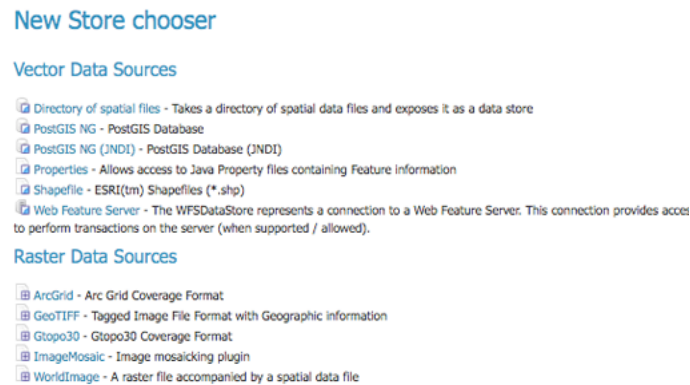 New Store chooser
Vector Data Sources
Directory of spatial files - Takes a directory of spatial data files and exposes it as a data store
PostGIS NG - PostGIS Database
PostGIS NG (JNDI) - PostGIS Database (JNDI)
Properties - Allows access to Java Property files containing Feature information
Shapefile - ESRI(tm) Shapefiles (*.shp)
Web Feature Server - The WFSDataStore represents a connection to a Web Feature Server. This connection provides acces
to perform transactions on the server (when supported / allowed).
Raster Data Sources
ArcGrid - Arc Grid Coverage Format
GeoTIFF - Tagged Image File Format with Geographic information
Gtopo30 - Gtopo30 Coverage Format
ImageMosaic - Image mosaicking plugin
WorldImage - A raster file accompanied by a spatial data file